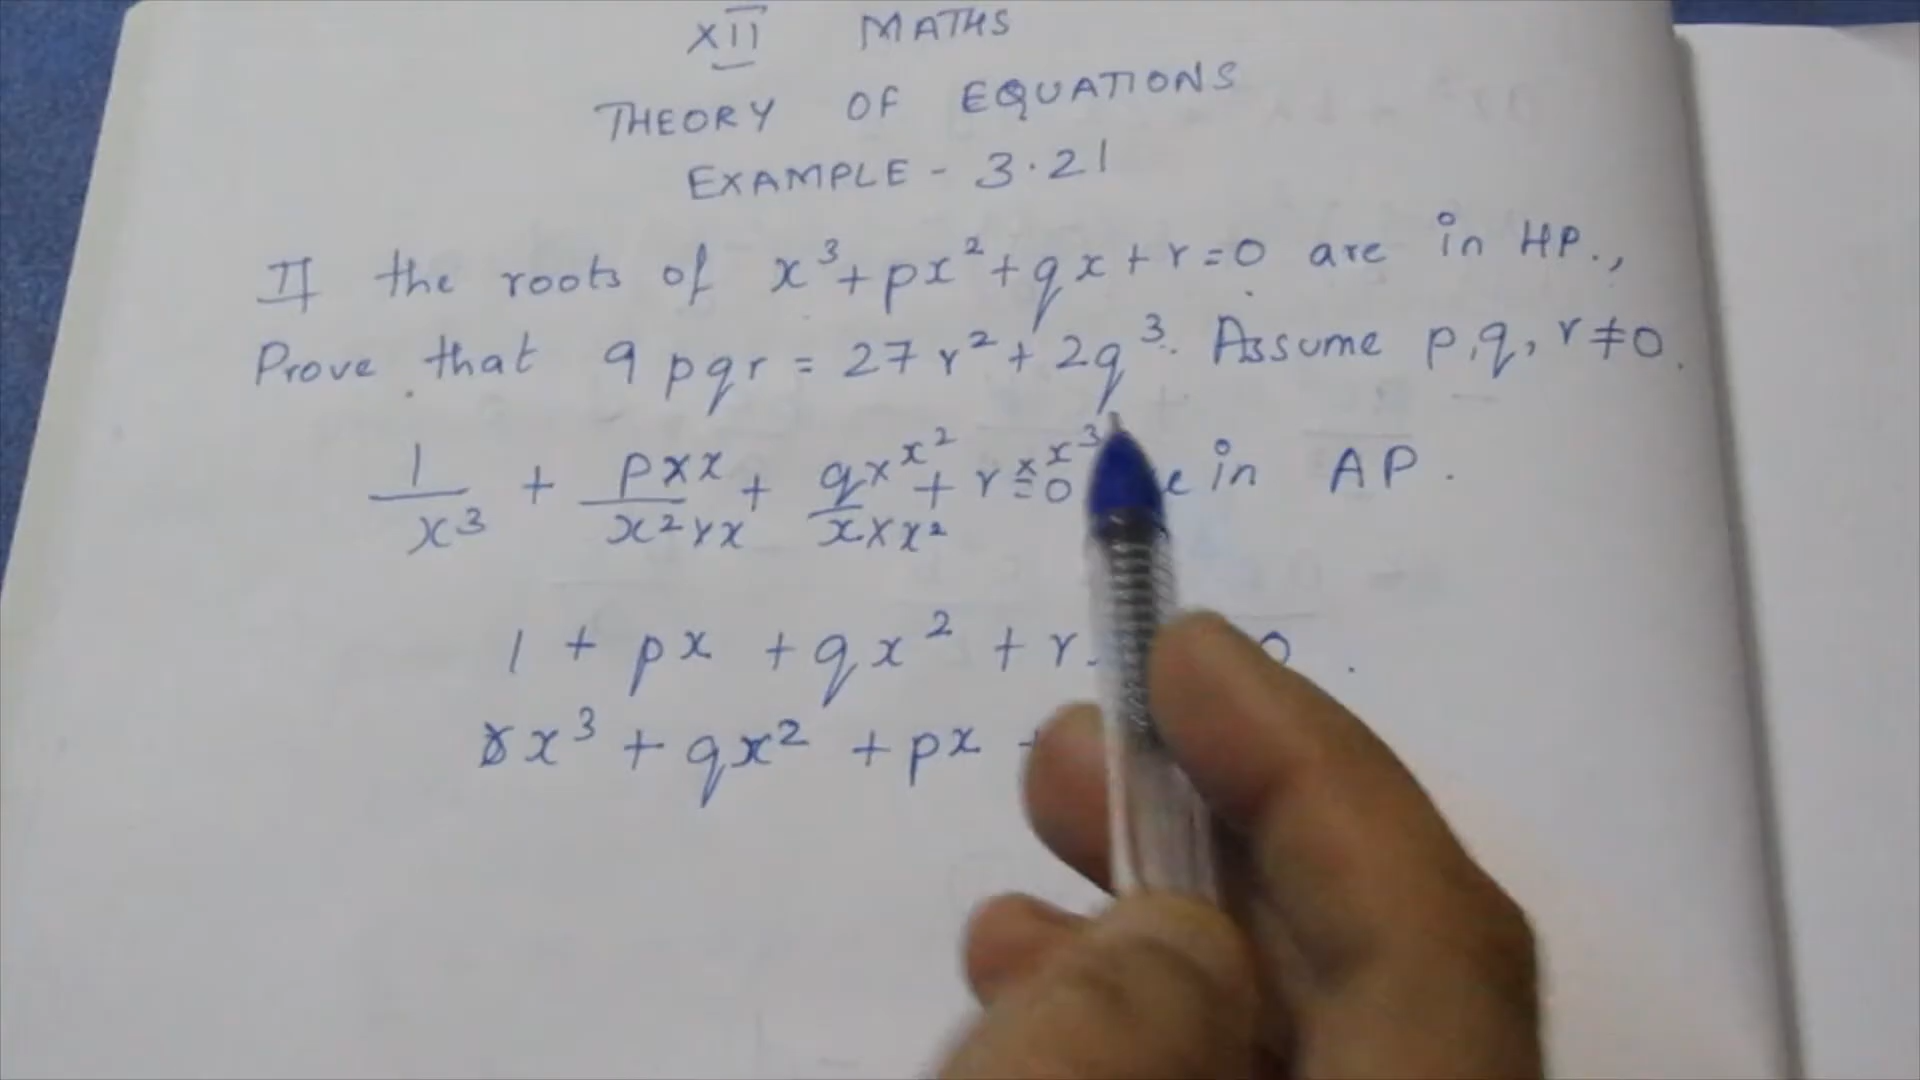 XII MATHS
THEORY OF EQUATIONS
EXAMPLE - 3.21
If the roots of x³+px²+qx+r=0 are in HP.,
Prove that 9pqr = 27r²+2q³. Assume p,q,r≠0.
1/x³ + p×x/x²×x + q×x²/x×x² + r×x³=0 in AP.
1 + px + qx² + r 0.
rx³ + qx² + px +